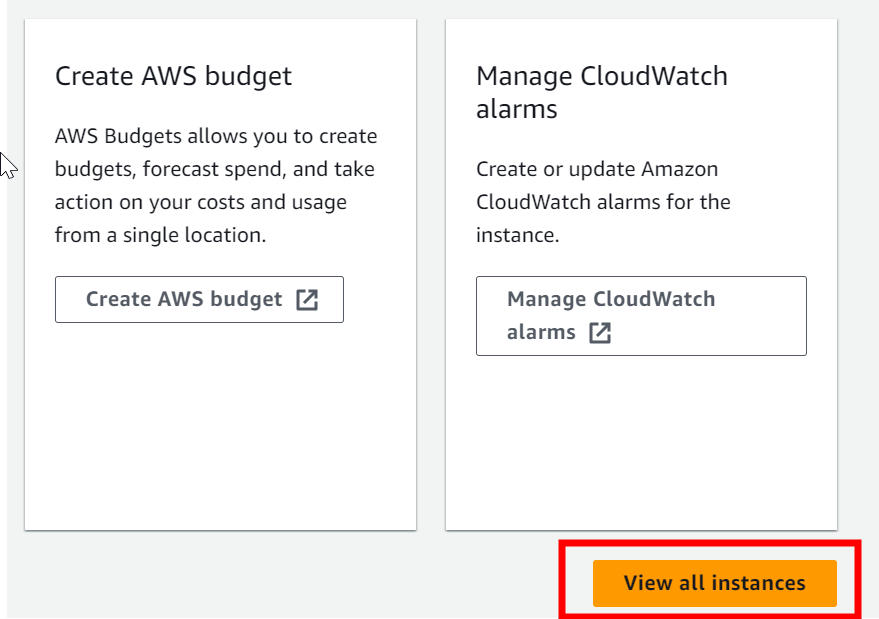 Create AWS budget
AWS Budgets allows you to create
budgets, forecast spend, and take
action on your costs and usage
from a single location.
Create AWS budget
Manage CloudWatch
alarms
Create or update Amazon
CloudWatch alarms for the
instance.
Manage CloudWatch
alarms
View all instances